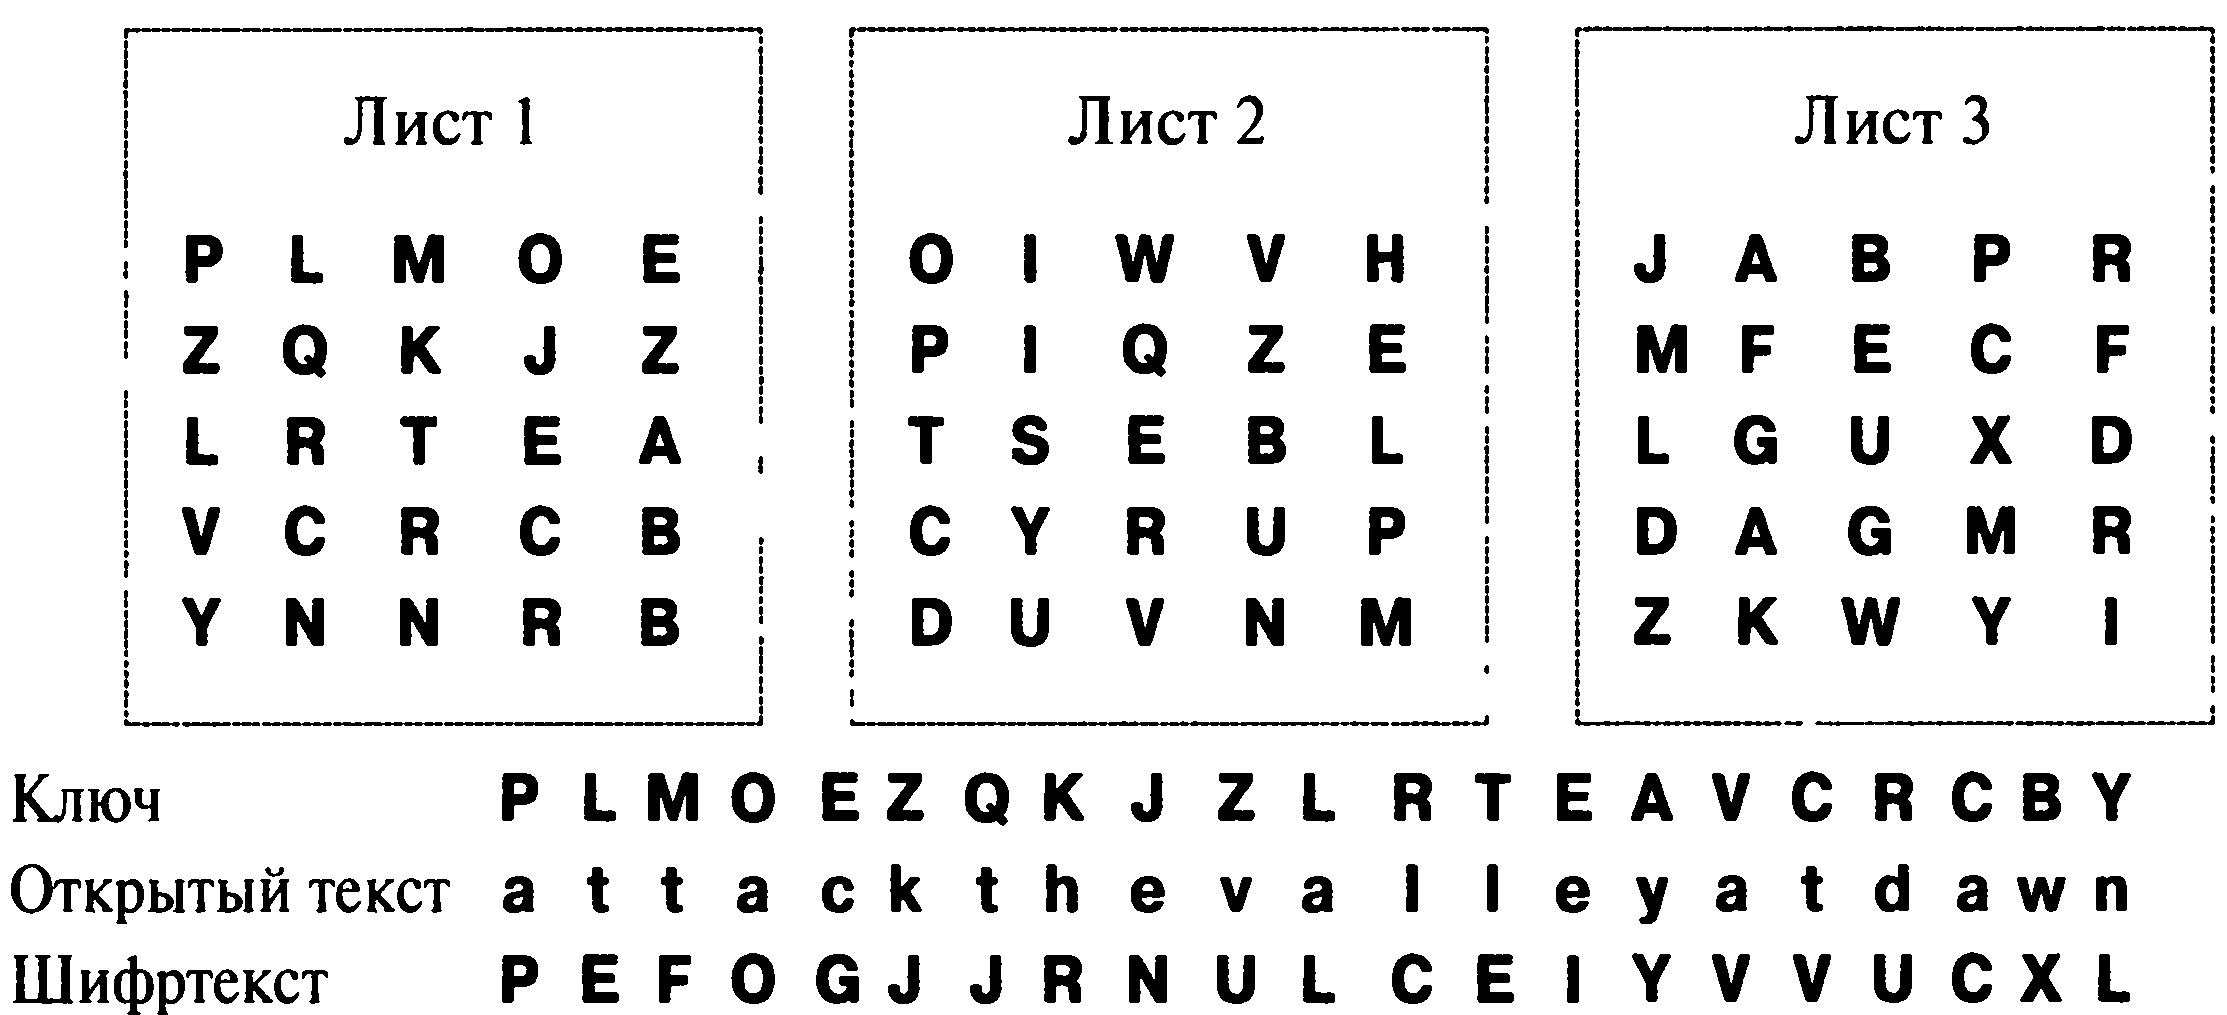 Лист 1 Лист 2 Лист 3
P L M O E O I W V H J A B P R
Z Q K J Z P I Q Z E M F E C F
L R T E A T S E B L L G U X D
V C R C B C Y R U P D A G M R
Y N N R B D U V N M Z K W Y I
Ключ P L M O E Z Q K J Z L R T E A V C R C B Y
Открытый текст a t t a c k t h e v a l l e y a t d a w n
Шифртекст P E F O G J J R N U L C E I Y V V U C X L